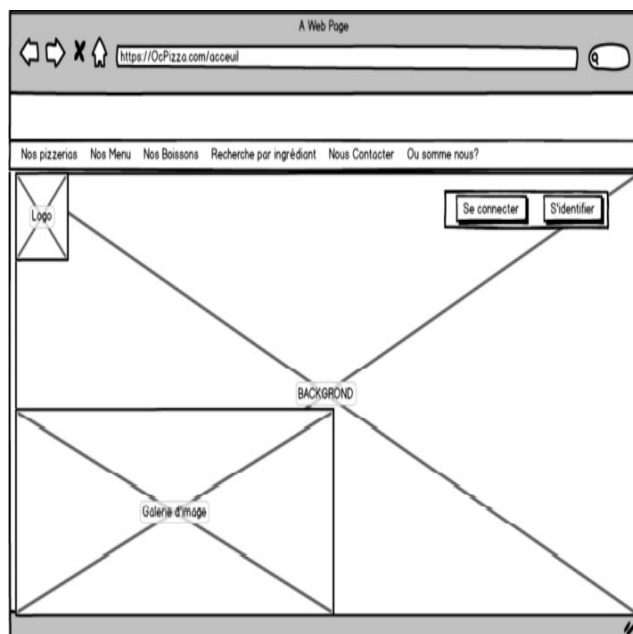 A Web Page
https://OcPizza.com/acceuil
Nos pizzerias Nos Menu Nos Boissons Recherche par ingrédiant Nous Contacter Ou somme nous?
Logo
Se connecter S'identifier
BACKGROND
Galerie d'image